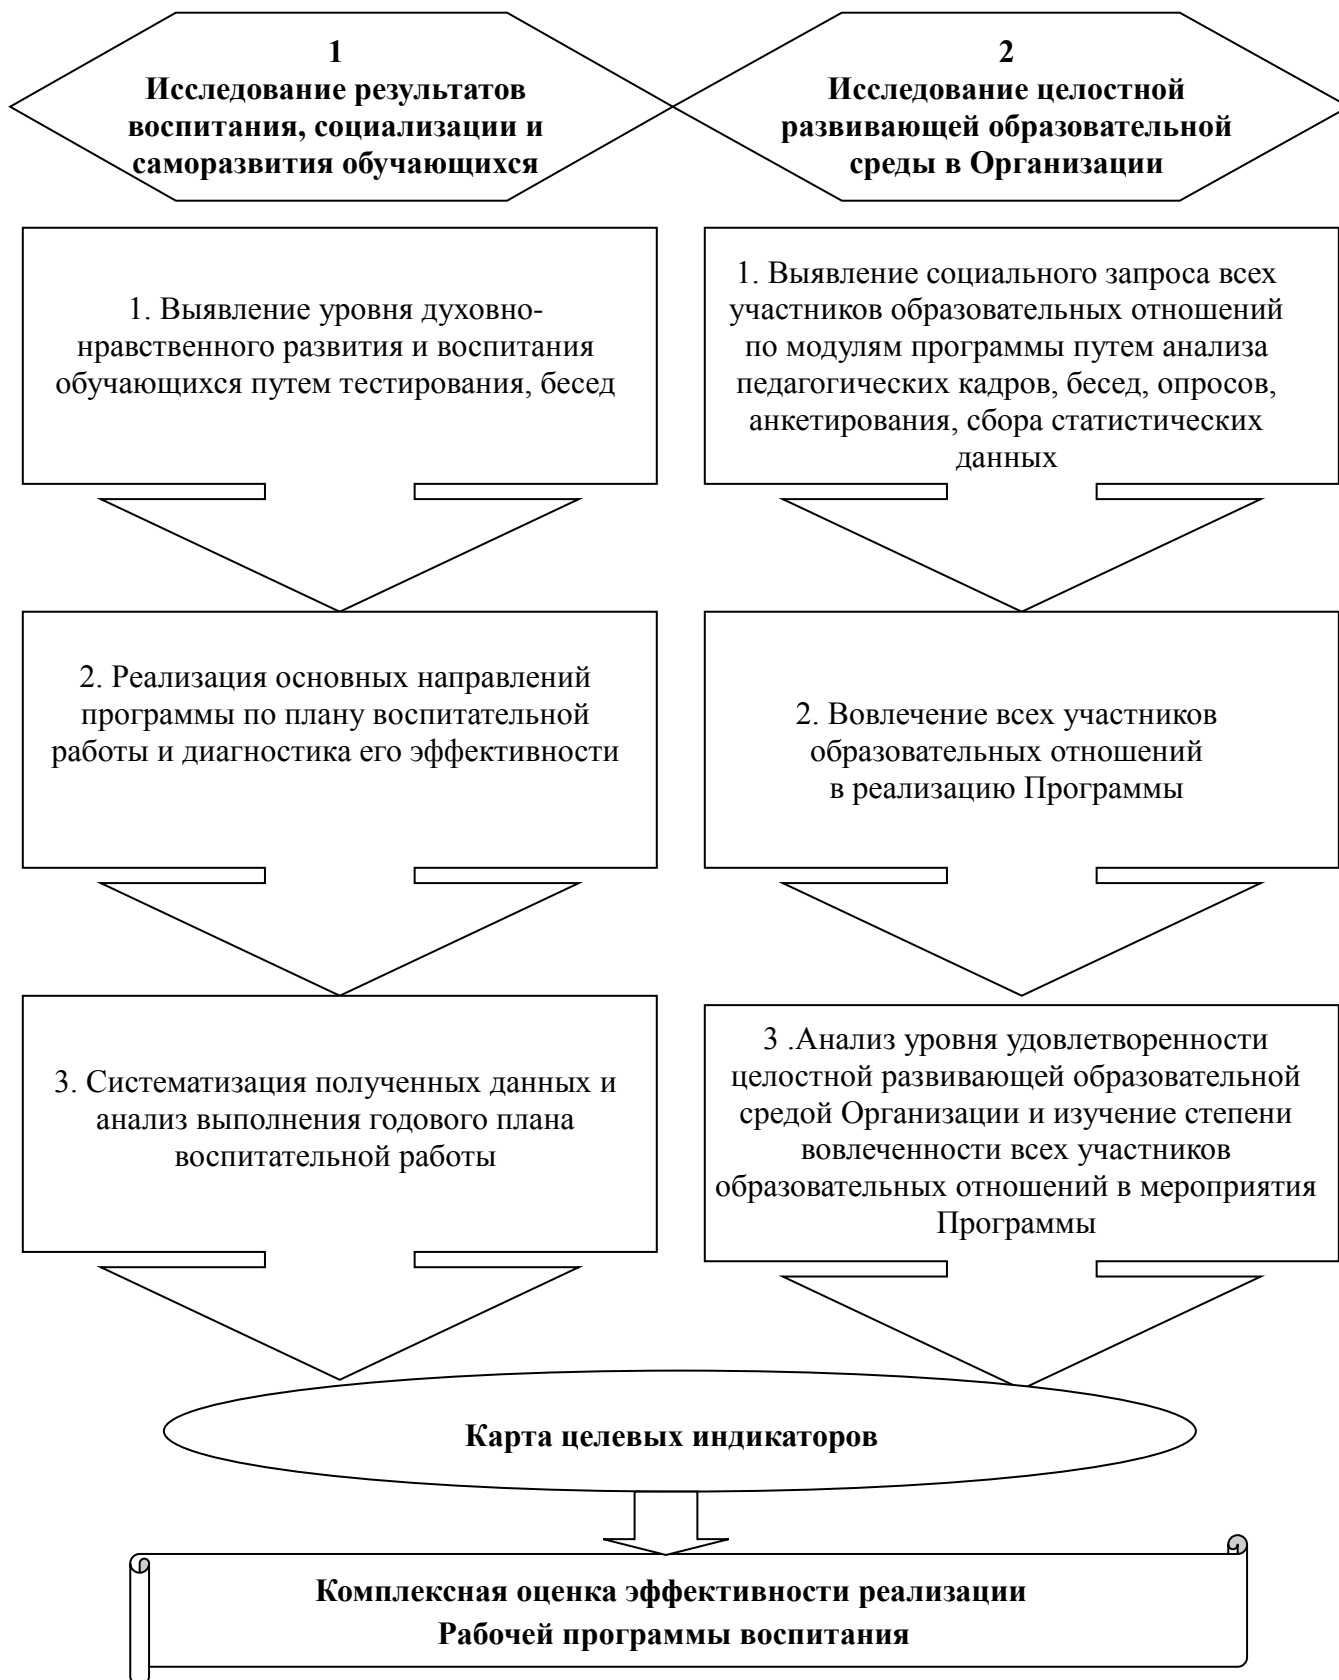 1
Исследование результатов
воспитания, социализации и
саморазвития обучающихся
2
Исследование целостной
развивающей образовательной
среды в Организации
1. Выявление уровня духовно-
нравственного развития и воспитания
обучающихся путем тестирования, бесед
1. Выявление социального запроса всех
участников образовательных отношений
по модулям программы путем анализа
педагогических кадров, бесед, опросов,
анкетирования, сбора статистических
данных
2. Реализация основных направлений
программы по плану воспитательной
работы и диагностика его эффективности
2. Вовлечение всех участников
образовательных отношений
в реализацию Программы
3. Систематизация полученных данных и
анализ выполнения годового плана
воспитательной работы
3 .Анализ уровня удовлетворенности
целостной развивающей образовательной
средой Организации и изучение степени
вовлеченности всех участников
образовательных отношений в мероприятия
Программы
Карта целевых индикаторов
Комплексная оценка эффективности реализации
Рабочей программы воспитания